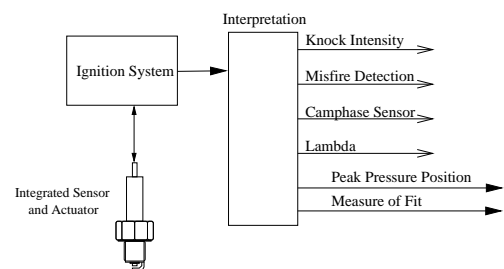 Interpretation
Ignition System
Knock Intensity
Misfire Detection
Camphase Sensor
Lambda
Peak Pressure Position
Measure of Fit
Integrated Sensor
and Actuator